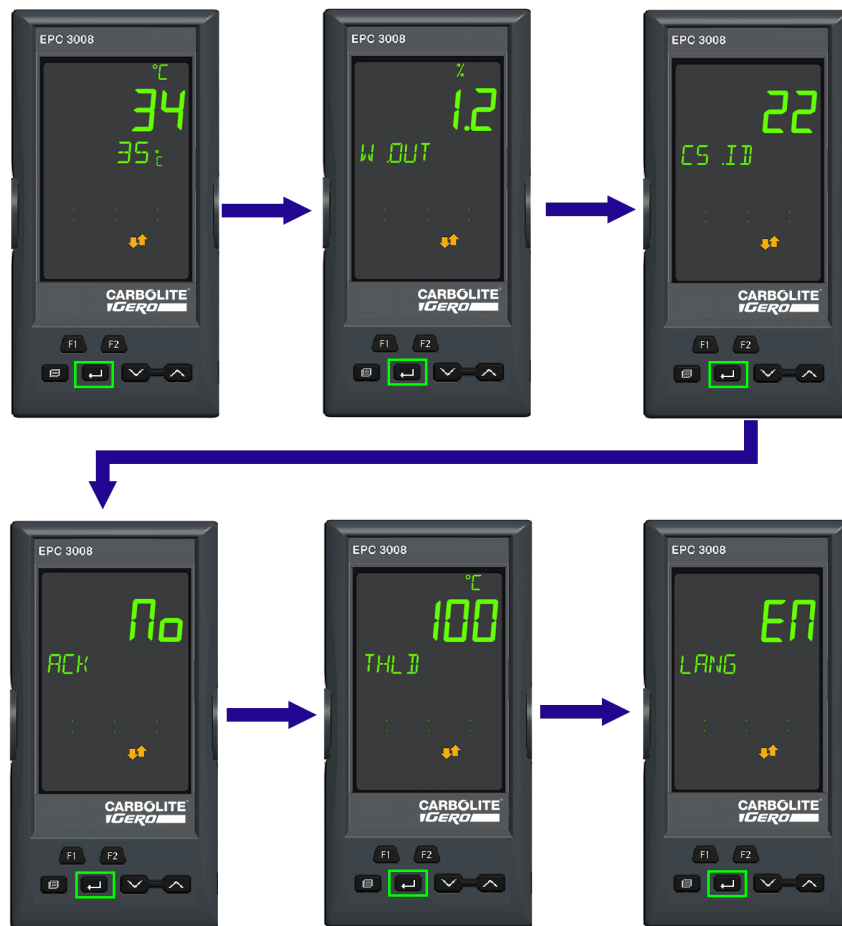 EPC 3008
°C
34
35 °C
CARBOLITE
GERO
F1 F2
EPC 3008
%
1.2
W.OUT
CARBOLITE
GERO
F1 F2
EPC 3008
22
CS.ID
CARBOLITE
GERO
F1 F2
EPC 3008
No
ACK
CARBOLITE
GERO
F1 F2
EPC 3008
°C
100
THLD
CARBOLITE
GERO
F1 F2
EPC 3008
EN
LANG
CARBOLITE
GERO
F1 F2